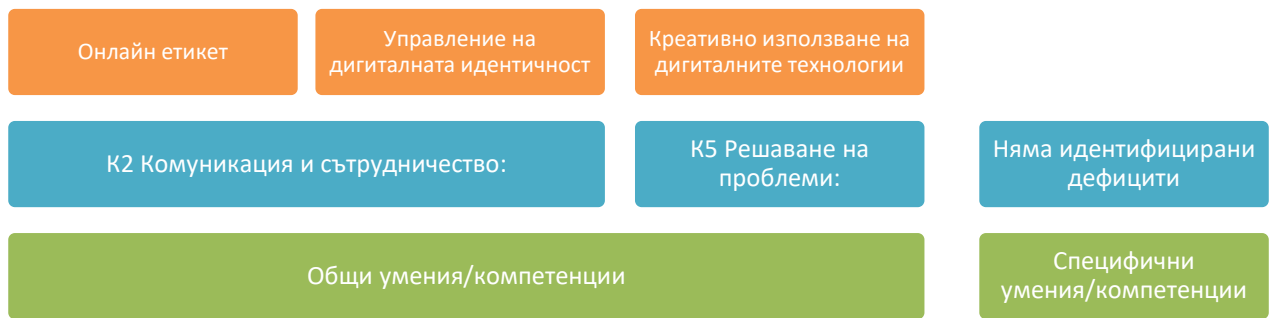 Онлайн етикет
Управление на
дигиталната идентичност
Креативно използване на
дигиталните технологии
К2 Комуникация и сътрудничество:
К5 Решаване на
проблеми:
Няма идентифицирани
дефицити
Общи умения/компетенции
Специфични
умения/компетенции